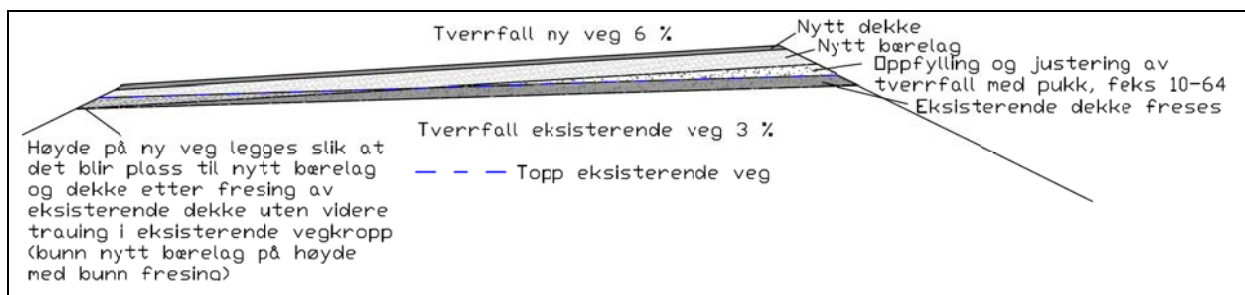 Tverrfall ny veg 6 %
Nytt dekke
Nytt bærelag
Oppfylling og justering av
tverrfall med pukk, feks 10-64
Eksisterende dekke freses
Tverrfall eksisterende veg 3 %
Topp eksisterende veg
Høyde på ny veg legges slik at
det blir plass til nytt bærelag
og dekke etter fresing av
eksisterende dekke uten videre
trauing i eksisterende vegkropp
(bunn nytt bærelag på høyde
med bunn fresing)